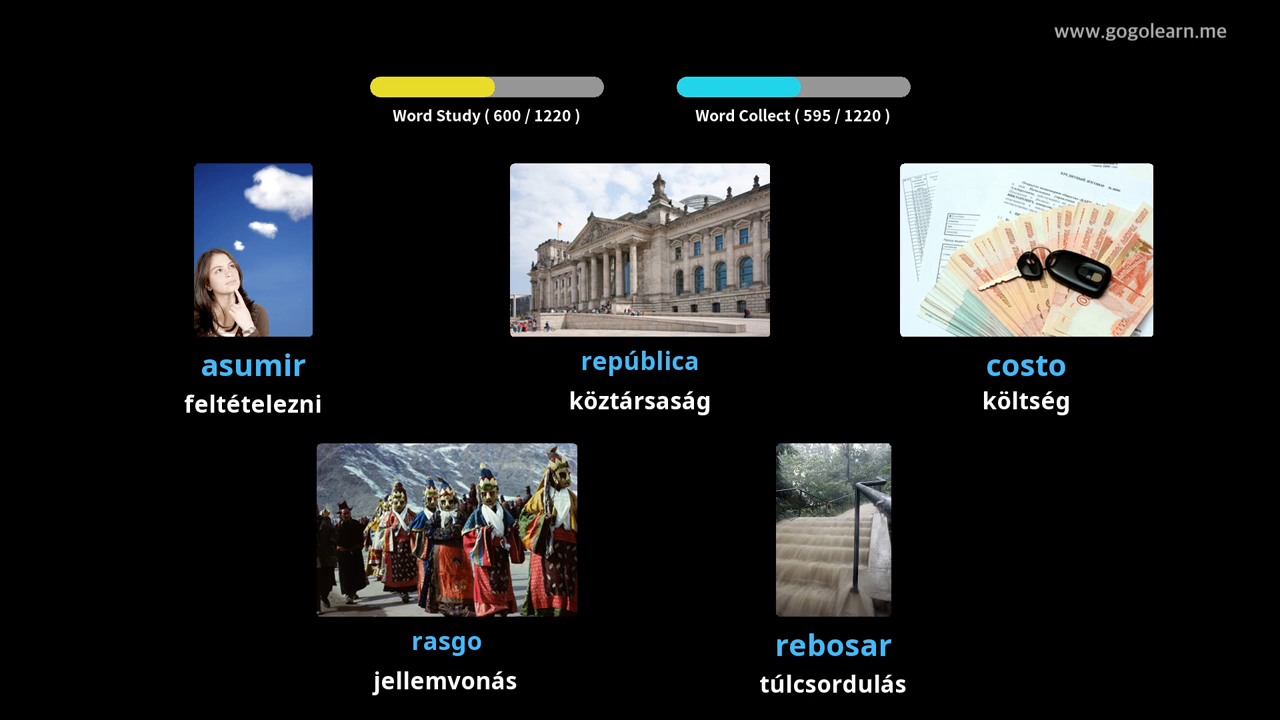 www.gogolearn.me
Word Study ( 600 / 1220 )
Word Collect ( 595 / 1220 )
asumir
feltételezni
república
köztársaság
costo
költség
rasgo
jellemvonás
rebosar
túlcsordulás